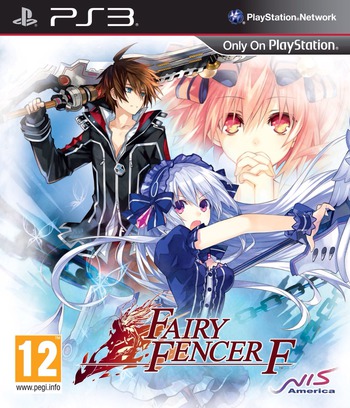 PS3
PlayStation®Network
Only On PlayStation®
FAIRY
FENCER F
12
www.pegi.info
NIS
America